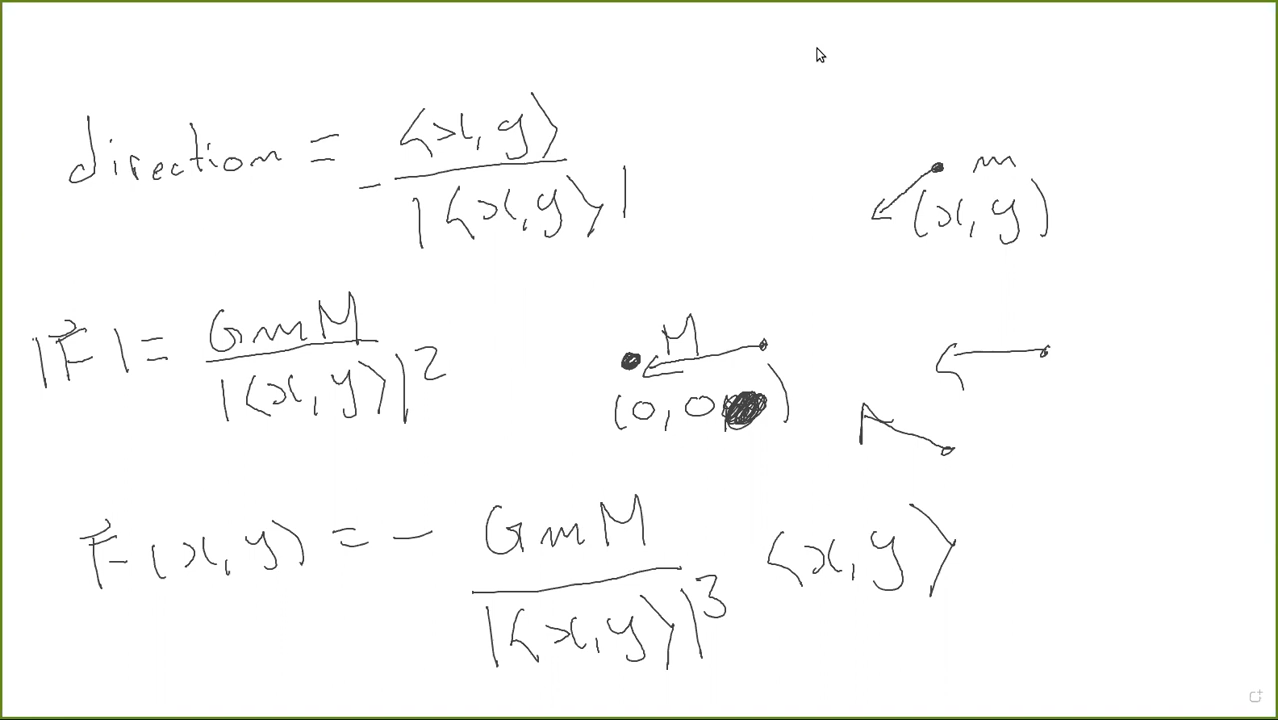 direction = - <x, y> / |<x, y>|
m
(x, y)
|F⃗| = GmM / |<x, y>|^2
M
(0, 0)
F⃗(x, y) = - GmM / |<x, y>|^3 <x, y>